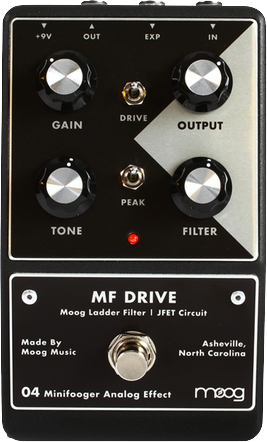 +9V OUT EXP IN
GAIN DRIVE OUTPUT
TONE PEAK FILTER
MF DRIVE
Moog Ladder Filter | JFET Circuit
Made By
Moog Music
Asheville,
North Carolina
04 Minifooger Analog Effect moog